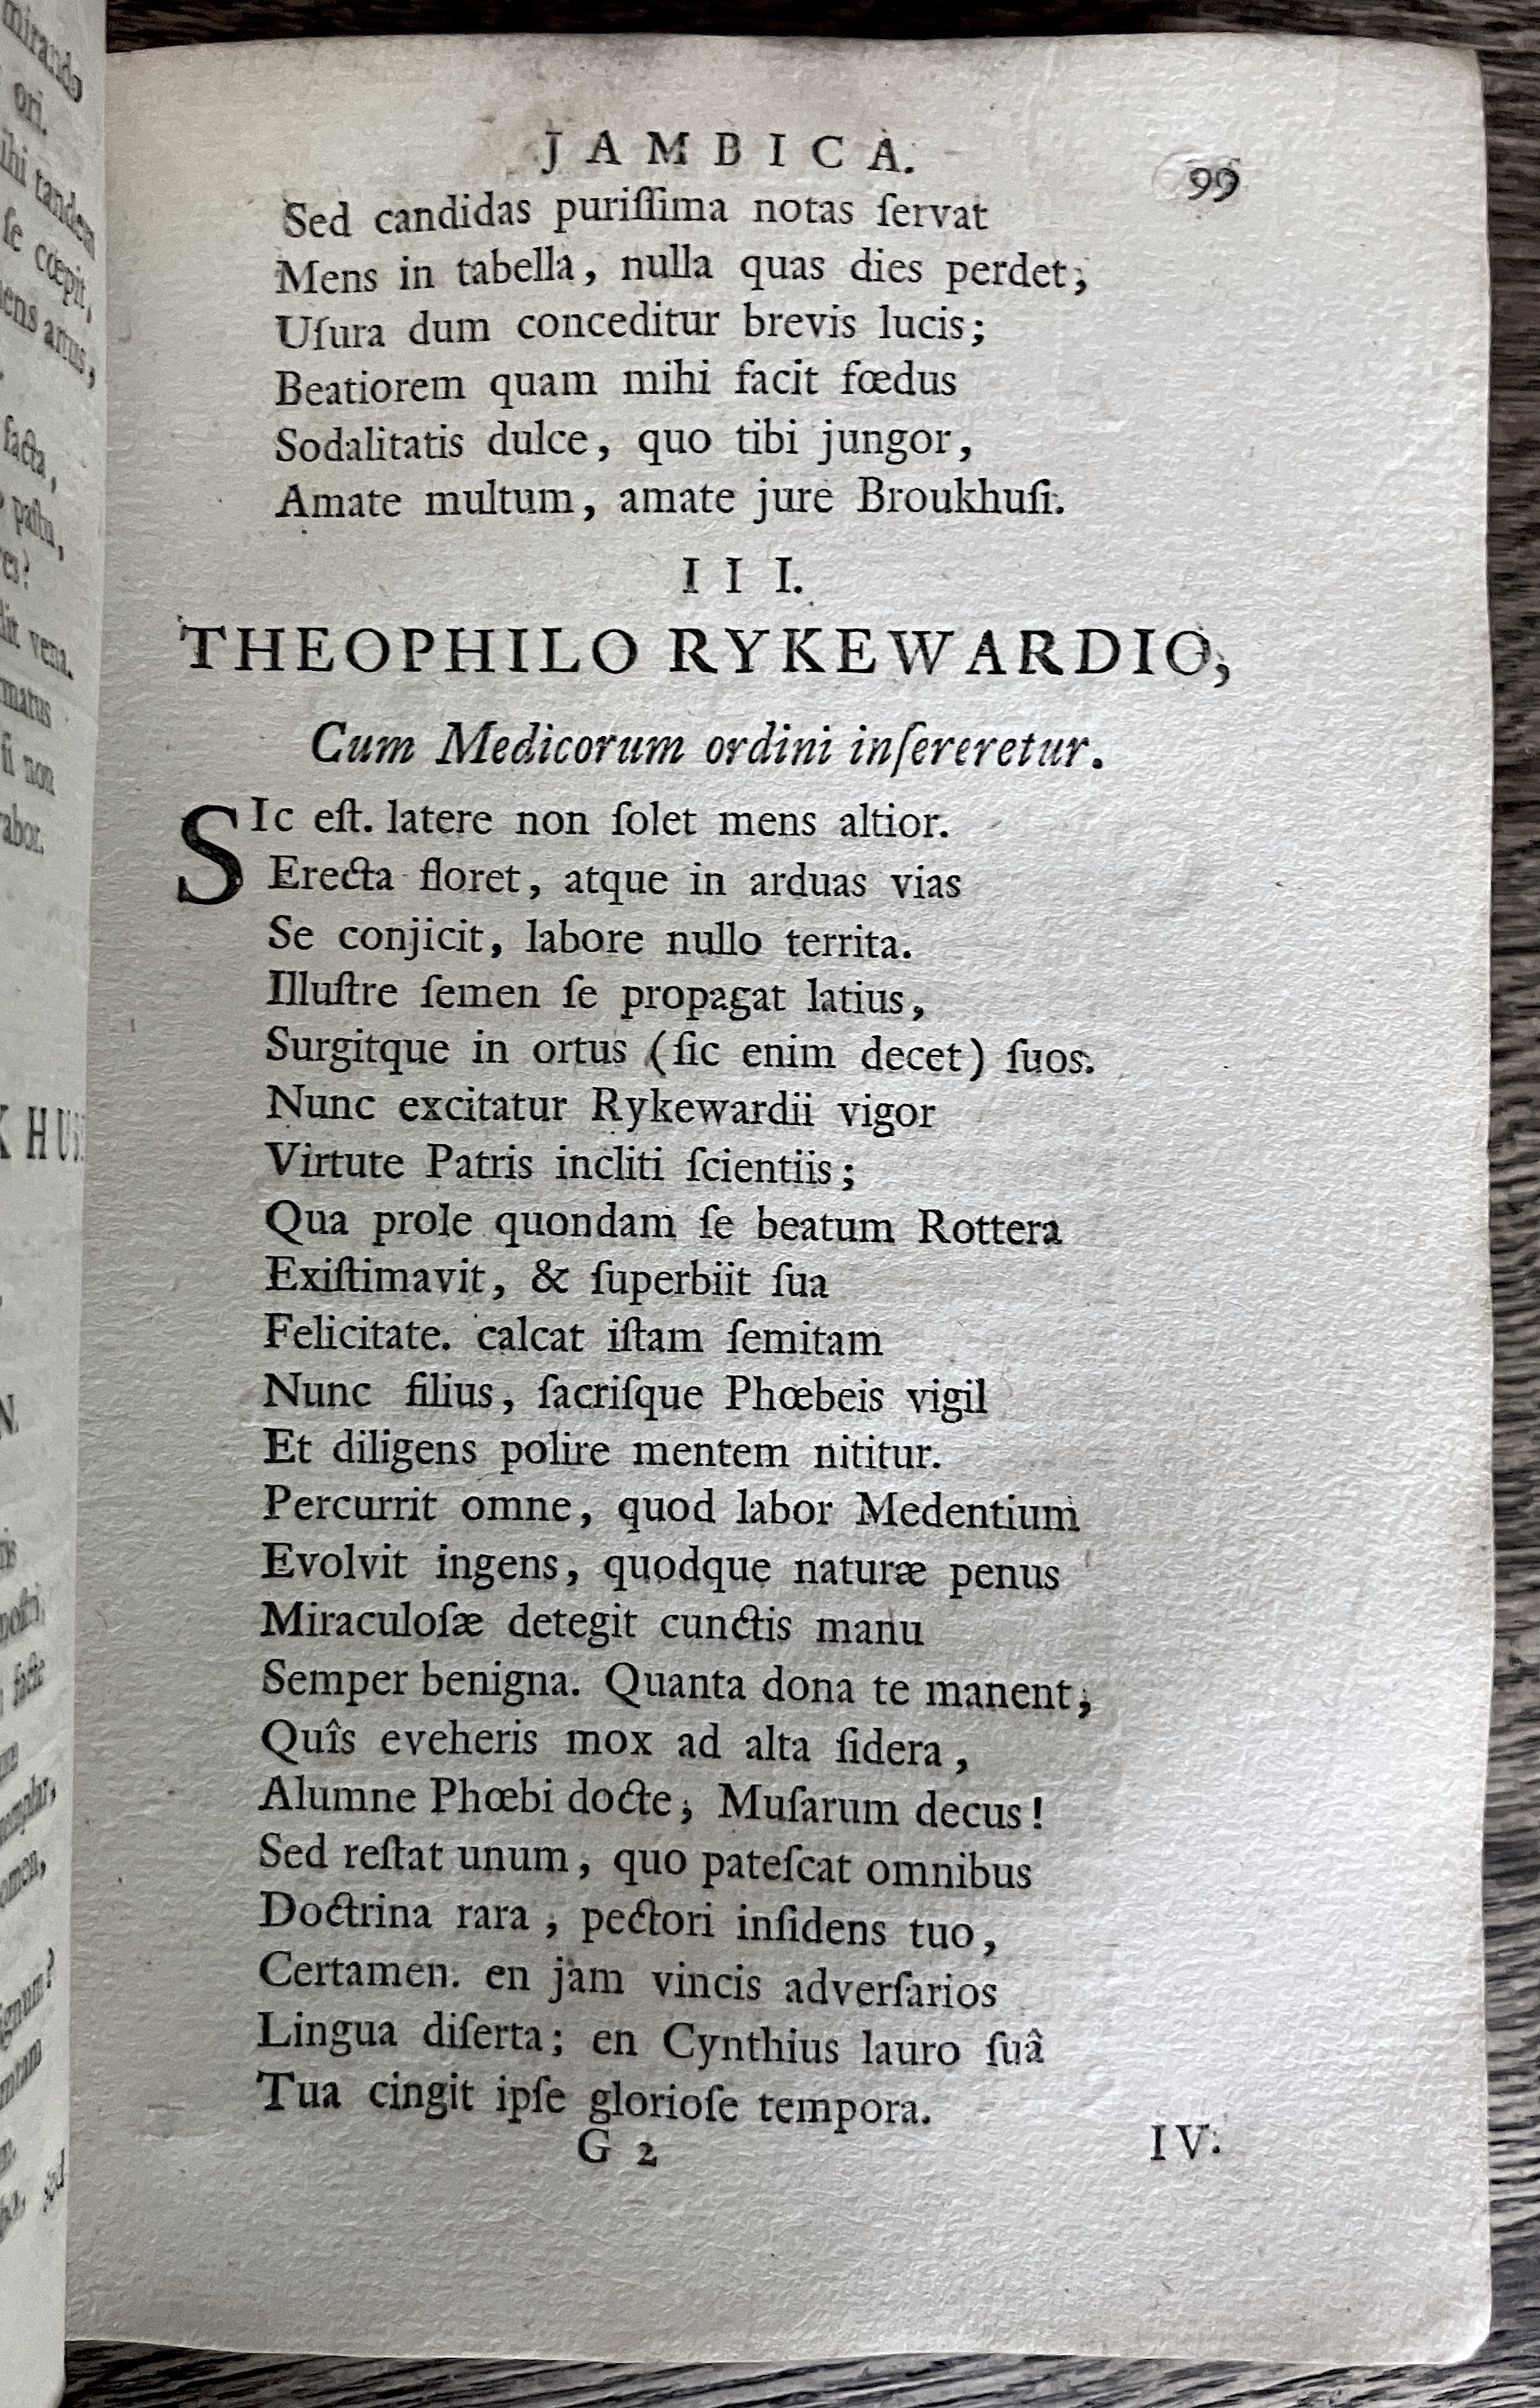 JAMBICA. 99
Sed candidas puriſſima notas ſervat
Mens in tabella, nulla quas dies perdet;
Uſura dum conceditur brevis lucis;
Beatiorem quam mihi facit fœdus
Sodalitatis dulce, quo tibi jungor,
Amate multum, amate jure Broukhuſi.
III.
THEOPHILO RYKEWARDIO,
Cum Medicorum ordini inſereretur.
SIc eſt. latere non ſolet mens altior.
Erecta floret, atque in arduas vias
Se conjicit, labore nullo territa.
Illuſtre ſemen ſe propagat latius,
Surgitque in ortus (ſic enim decet) ſuos.
Nunc excitatur Rykewardii vigor
Virtute Patris incliti ſcientiis;
Qua prole quondam ſe beatum Rottera
Exiſtimavit, & ſuperbiit ſua
Felicitate. calcat iſtam ſemitam
Nunc filius, ſacriſque Phœbeis vigil
Et diligens polire mentem nititur.
Percurrit omne, quod labor Medentium
Evolvit ingens, quodque naturæ penus
Miraculoſæ detegit cunctis manu
Semper benigna. Quanta dona te manent,
Quîs eveheris mox ad alta ſidera,
Alumne Phœbi docte, Muſarum decus!
Sed reſtat unum, quo pateſcat omnibus
Doctrina rara, pectori inſidens tuo,
Certamen. en jam vincis adverſarios
Lingua diſerta; en Cynthius lauro ſuâ
Tua cingit ipſe glorioſe tempora.
G 2 IV.